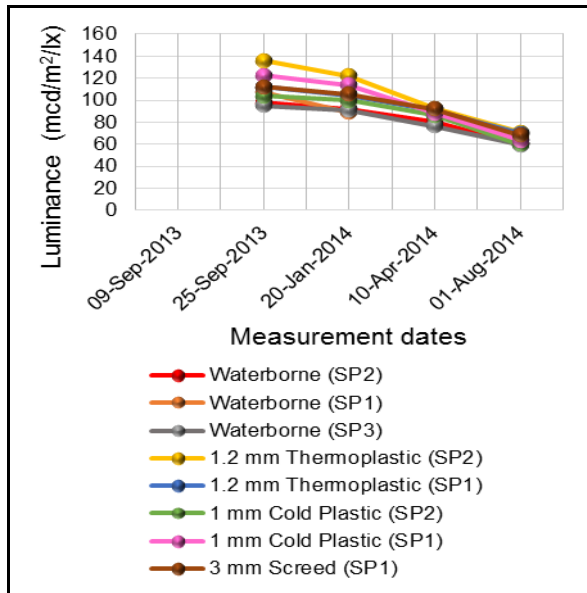 160
140
120
100
80
60
40
20
0
Luminance (mcd/m²/lx)
09-Sep-2013
25-Sep-2013
20-Jan-2014
10-Apr-2014
01-Aug-2014
Measurement dates
Waterborne (SP2)
Waterborne (SP1)
Waterborne (SP3)
1.2 mm Thermoplastic (SP2)
1.2 mm Thermoplastic (SP1)
1 mm Cold Plastic (SP2)
1 mm Cold Plastic (SP1)
3 mm Screed (SP1)